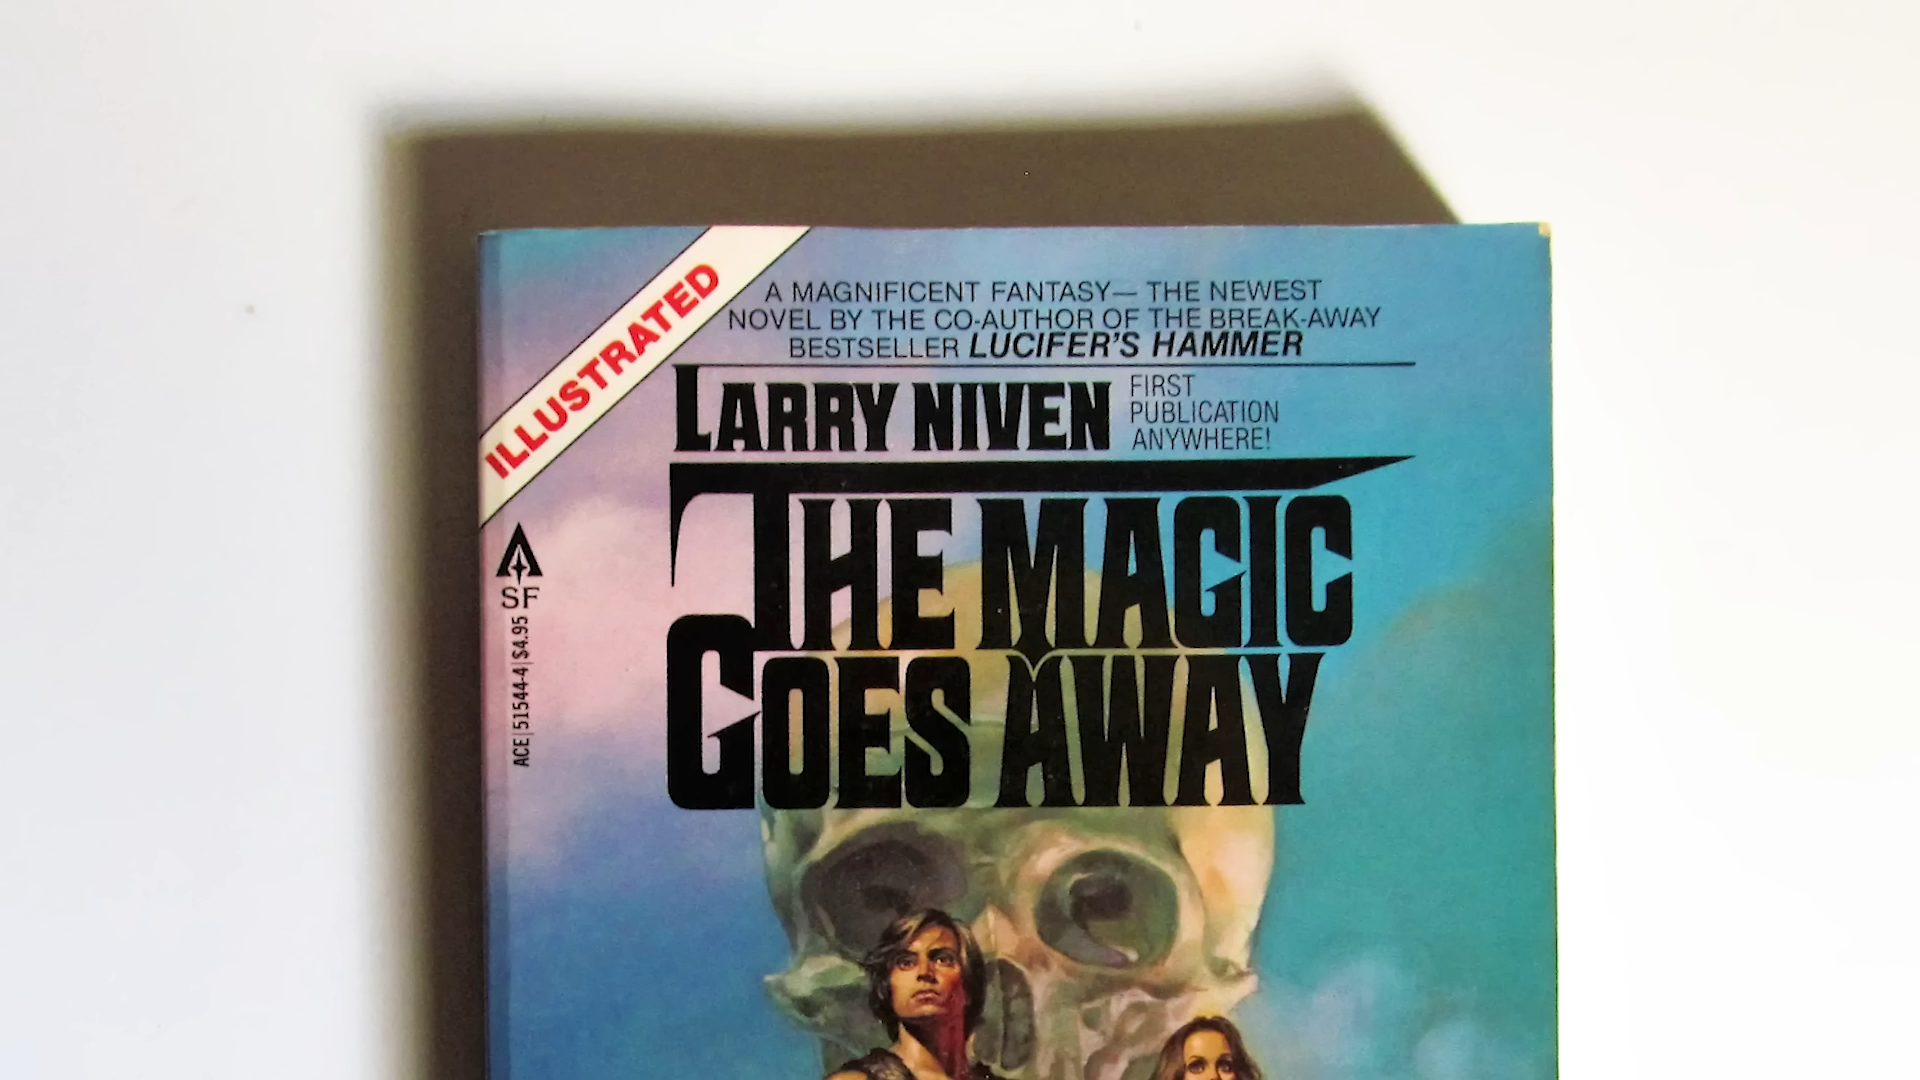 ILLUSTRATED
A MAGNIFICENT FANTASY— THE NEWEST
NOVEL BY THE CO-AUTHOR OF THE BREAK-AWAY
BESTSELLER LUCIFER'S HAMMER
LARRY NIVEN
FIRST
PUBLICATION
ANYWHERE!
THE MAGIC
GOES AWAY
SF
ACE|51544-4|$4.95